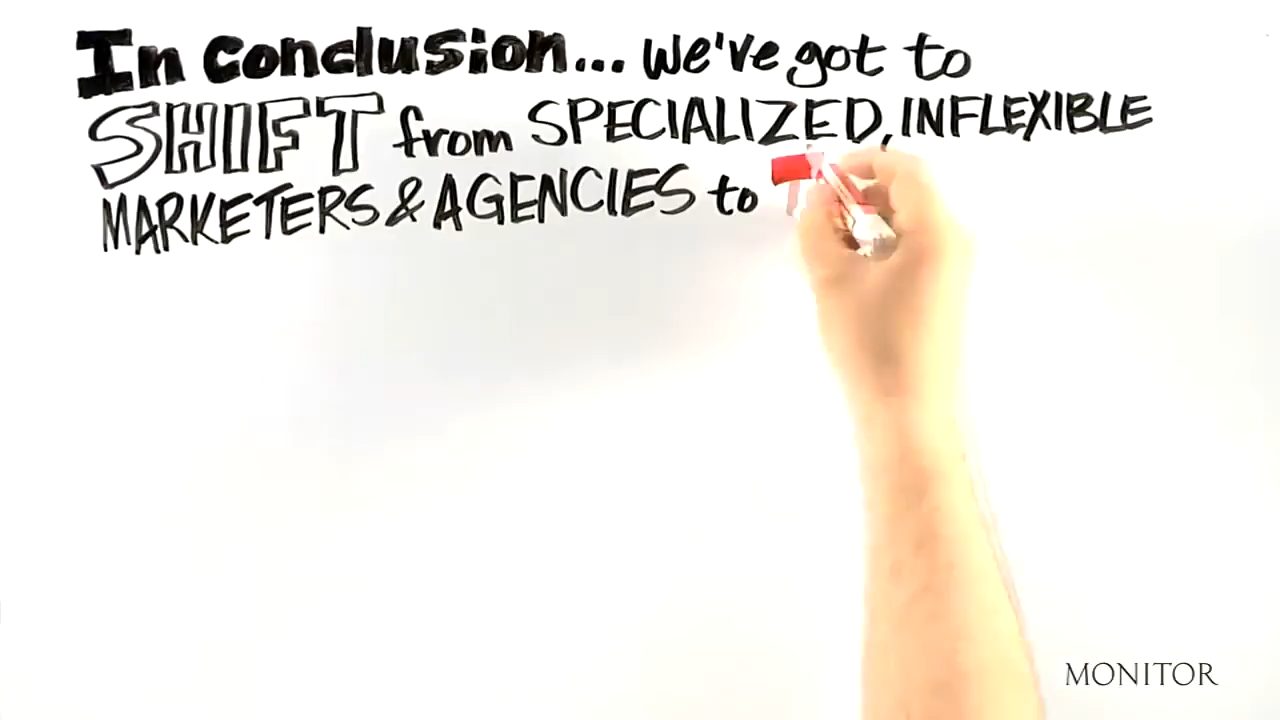 In conclusion... we've got to
SHIFT from SPECIALIZED, INFLEXIBLE
MARKETERS & AGENCIES to
MONITOR